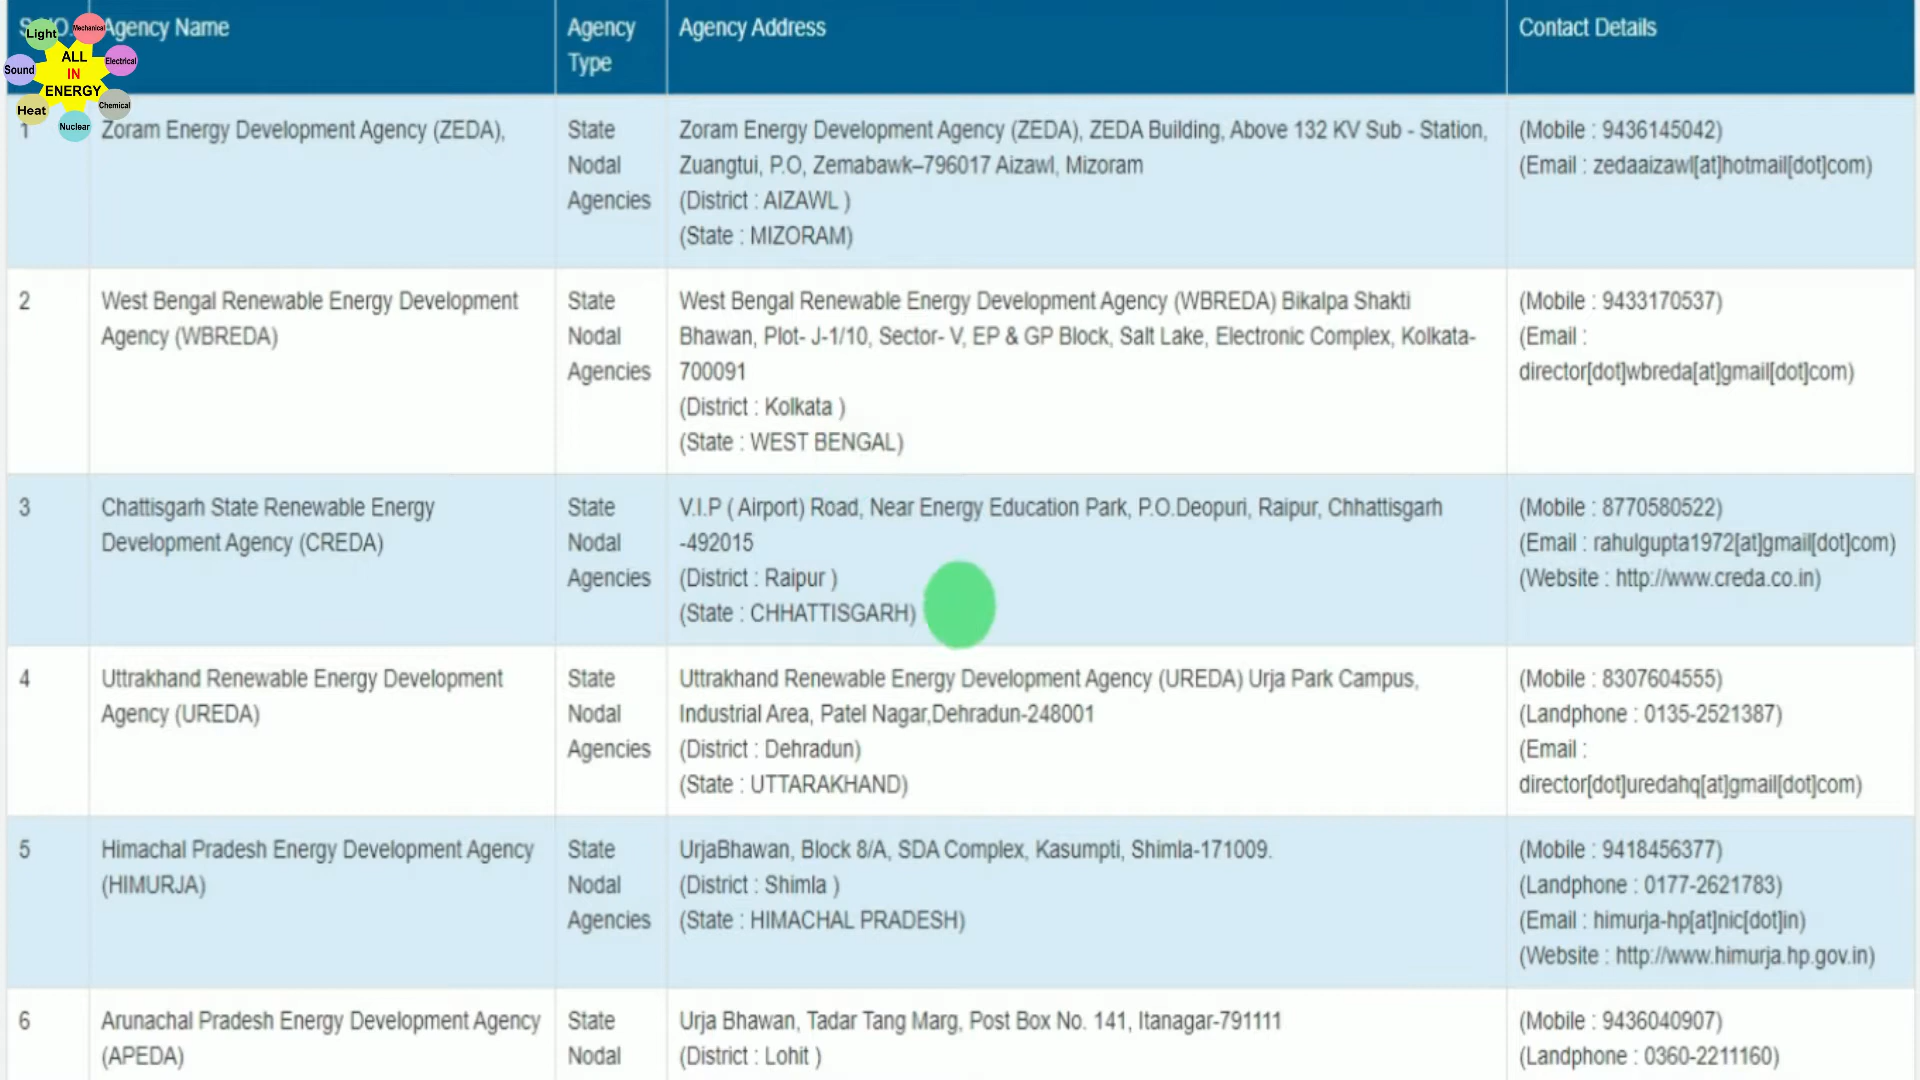 S.NO. Agency Name Agency Type Agency Address Contact Details
Light
Mechanical
Sound
ALL
IN
ENERGY
Electrical
Heat
Chemical
Nuclear
1 Zoram Energy Development Agency (ZEDA),
State
Nodal
Agencies
Zoram Energy Development Agency (ZEDA), ZEDA Building, Above 132 KV Sub - Station,
Zuangtui, P.O, Zemabawk–796017 Aizawl, Mizoram
(District : AIZAWL )
(State : MIZORAM)
(Mobile : 9436145042)
(Email : zedaaizawl[at]hotmail[dot]com)
2 West Bengal Renewable Energy Development
Agency (WBREDA)
State
Nodal
Agencies
West Bengal Renewable Energy Development Agency (WBREDA) Bikalpa Shakti
Bhawan, Plot- J-1/10, Sector- V, EP & GP Block, Salt Lake, Electronic Complex, Kolkata-
700091
(District : Kolkata )
(State : WEST BENGAL)
(Mobile : 9433170537)
(Email :
director[dot]wbreda[at]gmail[dot]com)
3 Chattisgarh State Renewable Energy
Development Agency (CREDA)
State
Nodal
Agencies
V.I.P ( Airport) Road, Near Energy Education Park, P.O.Deopuri, Raipur, Chhattisgarh
-492015
(District : Raipur )
(State : CHHATTISGARH)
(Mobile : 8770580522)
(Email : rahulgupta1972[at]gmail[dot]com)
(Website : http://www.creda.co.in)
4 Uttrakhand Renewable Energy Development
Agency (UREDA)
State
Nodal
Agencies
Uttrakhand Renewable Energy Development Agency (UREDA) Urja Park Campus,
Industrial Area, Patel Nagar,Dehradun-248001
(District : Dehradun)
(State : UTTARAKHAND)
(Mobile : 8307604555)
(Landphone : 0135-2521387)
(Email :
director[dot]uredahq[at]gmail[dot]com)
5 Himachal Pradesh Energy Development Agency
(HIMURJA)
State
Nodal
Agencies
UrjaBhawan, Block 8/A, SDA Complex, Kasumpti, Shimla-171009.
(District : Shimla )
(State : HIMACHAL PRADESH)
(Mobile : 9418456377)
(Landphone : 0177-2621783)
(Email : himurja-hp[at]nic[dot]in)
(Website : http://www.himurja.hp.gov.in)
6 Arunachal Pradesh Energy Development Agency
(APEDA)
State
Nodal
Urja Bhawan, Tadar Tang Marg, Post Box No. 141, Itanagar-791111
(District : Lohit )
(Mobile : 9436040907)
(Landphone : 0360-2211160)